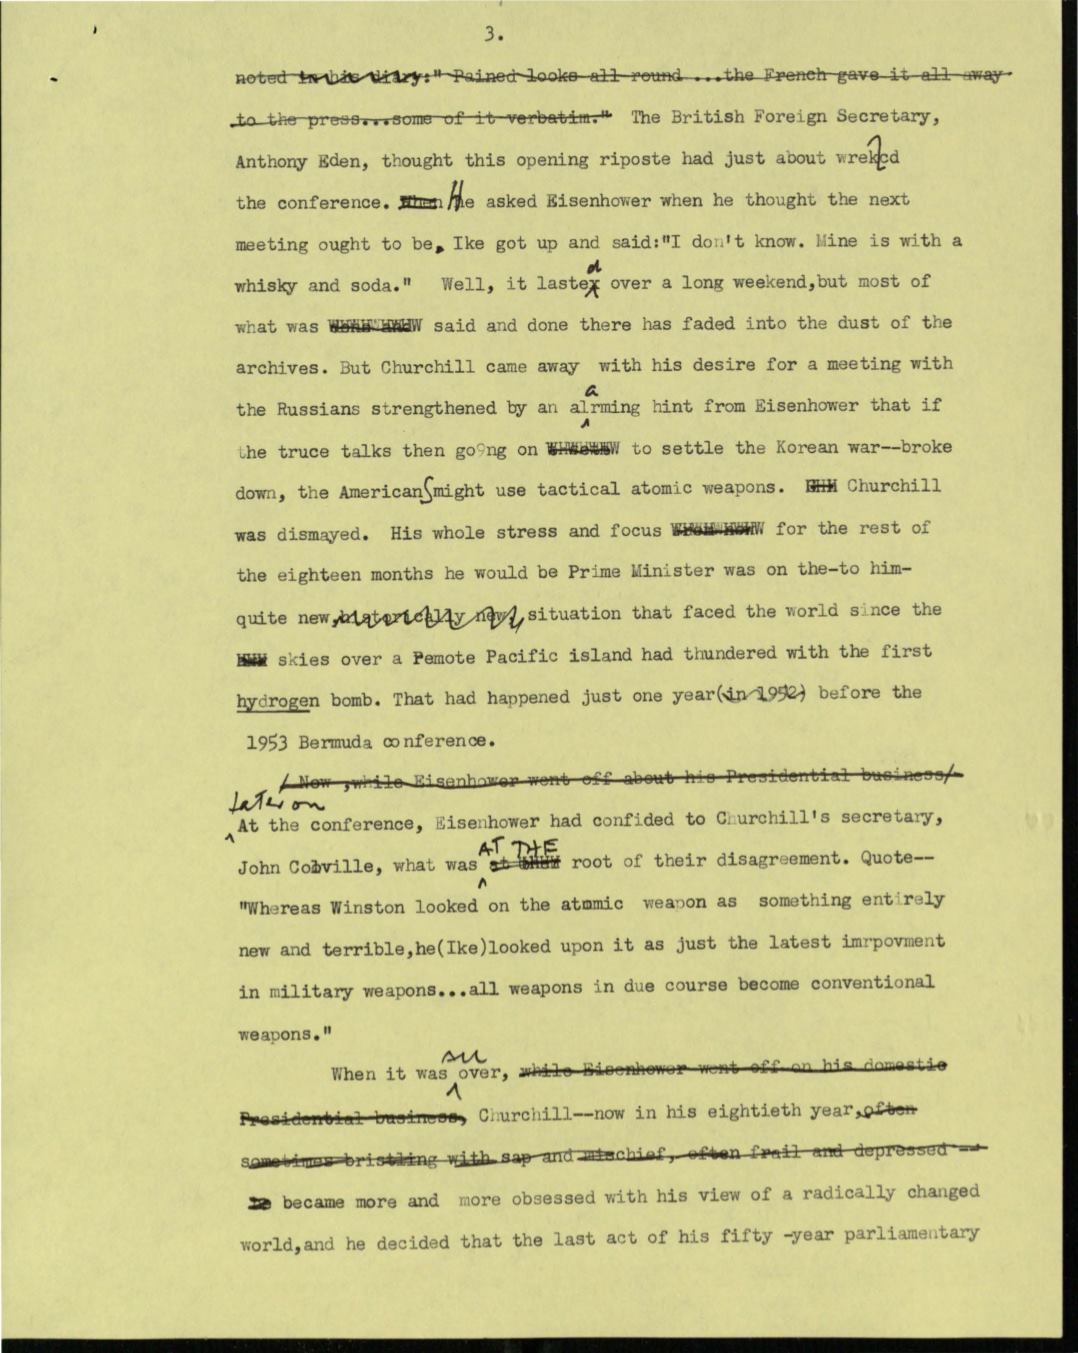 3.
noted in his diary:" Pained looks all round ...the French gave it all away
to the press...some of it verbatim." The British Foreign Secretary,
Anthony Eden, thought this opening riposte had just about wrekced
the conference. When He asked Eisenhower when he thought the next
meeting ought to be, Ike got up and said:"I don't know. Mine is with a
whisky and soda." Well, it lasted over a long weekend,but most of
what was said and done there has faded into the dust of the
archives. But Churchill came away with his desire for a meeting with
the Russians strengthened by an alarming hint from Eisenhower that if
the truce talks then going on to settle the Korean war--broke
down, the Americans might use tactical atomic weapons. Churchill
was dismayed. His whole stress and focus for the rest of
the eighteen months he would be Prime Minister was on the-to him-
quite new,historically new, situation that faced the world since the
skies over a Remote Pacific island had thundered with the first
hydrogen bomb. That had happened just one year(in 1952) before the
1953 Bermuda conference.
/ Now ,while Eisenhower went off about his Presidential business/-
Later on
At the conference, Eisenhower had confided to Churchill's secretary,
John Colville, what was at AT THE root of their disagreement. Quote--
"Whereas Winston looked on the atomic weapon as something entirely
new and terrible,he(Ike)looked upon it as just the latest imrpovment
in military weapons...all weapons in due course become conventional
weapons."
When it was all over, while Eisenhower went off on his domestic
Presidential business, Churchill--now in his eightieth year,often
sometimes bristling with sap and mischief, often frail and depressed --
became more and more obsessed with his view of a radically changed
world,and he decided that the last act of his fifty -year parliamentary